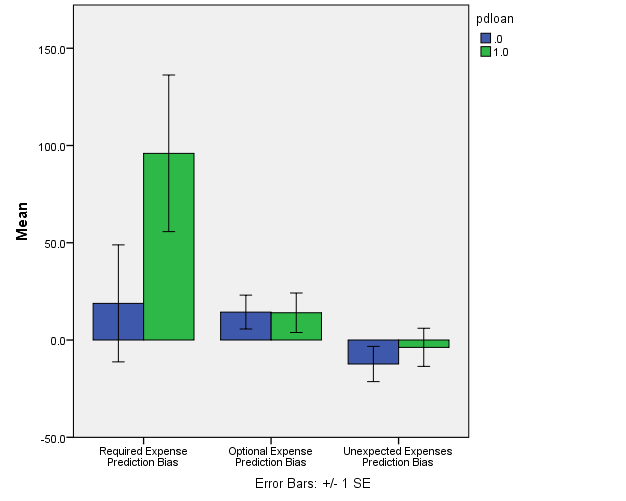 pdloan
.0
1.0
150.0
100.0
50.0
0.0
-50.0
Mean
Required Expense
Prediction Bias
Optional Expense
Prediction Bias
Unexpected Expenses
Prediction Bias
Error Bars: +/- 1 SE